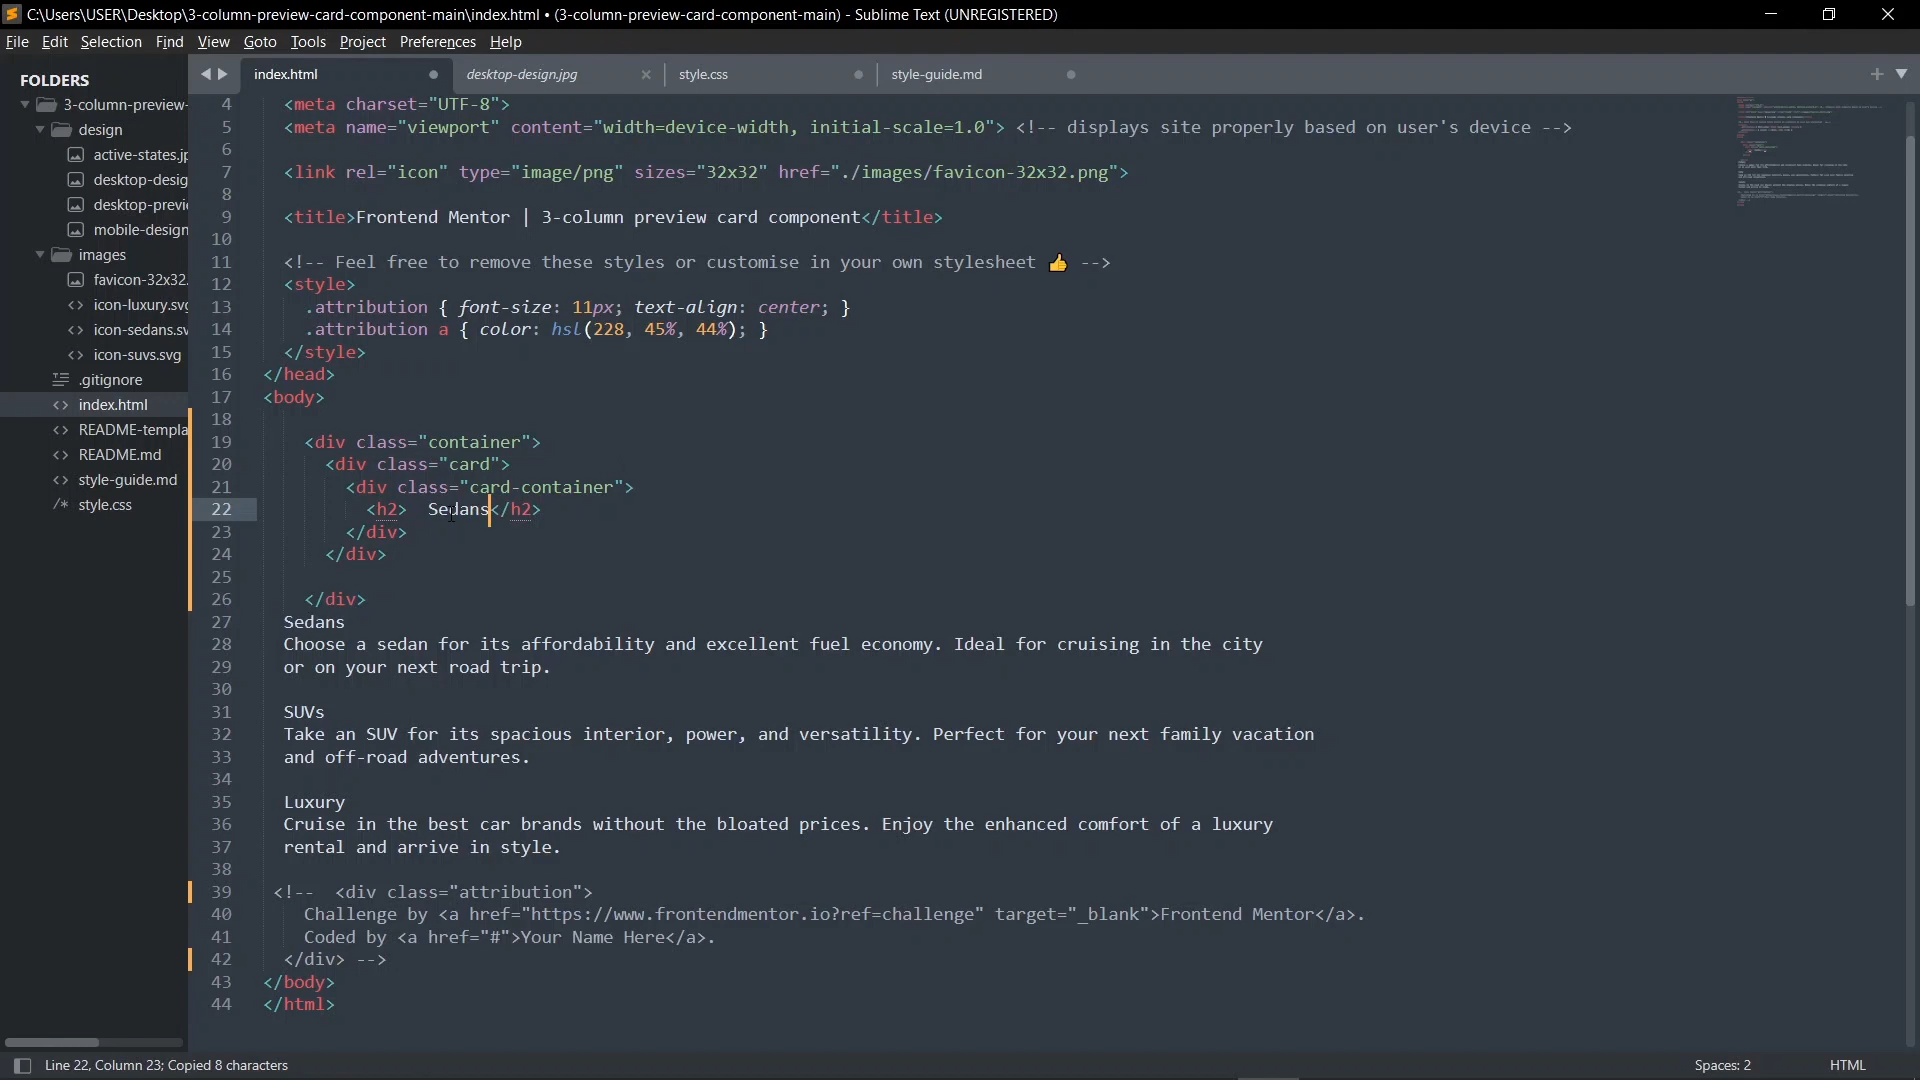 C:\Users\USER\Desktop\3-column-preview-card-component-main\index.html • (3-column-preview-card-component-main) - Sublime Text (UNREGISTERED)
File Edit Selection Find View Goto Tools Project Preferences Help
FOLDERS
3-column-preview-
design
active-states.jp
desktop-desig
desktop-previe
mobile-design
images
favicon-32x32.
icon-luxury.svg
icon-sedans.sv
icon-suvs.svg
.gitignore
index.html
README-templa
README.md
style-guide.md
style.css
index.html desktop-design.jpg style.css style-guide.md
4 <meta charset="UTF-8">
5 <meta name="viewport" content="width=device-width, initial-scale=1.0"> <!-- displays site properly based on user's device -->
6
7 <link rel="icon" type="image/png" sizes="32x32" href="./images/favicon-32x32.png">
8
9 <title>Frontend Mentor | 3-column preview card component</title>
10
11 <!-- Feel free to remove these styles or customise in your own stylesheet 👍 -->
12 <style>
13 .attribution { font-size: 11px; text-align: center; }
14 .attribution a { color: hsl(228, 45%, 44%); }
15 </style>
16 </head>
17 <body>
18
19 <div class="container">
20 <div class="card">
21 <div class="card-container">
22 <h2>  Sedans</h2>
23 </div>
24 </div>
25
26 </div>
27 Sedans
28 Choose a sedan for its affordability and excellent fuel economy. Ideal for cruising in the city
29 or on your next road trip.
30
31 SUVs
32 Take an SUV for its spacious interior, power, and versatility. Perfect for your next family vacation
33 and off-road adventures.
34
35 Luxury
36 Cruise in the best car brands without the bloated prices. Enjoy the enhanced comfort of a luxury
37 rental and arrive in style.
38
39 <!--  <div class="attribution">
40 Challenge by <a href="https://www.frontendmentor.io?ref=challenge" target="_blank">Frontend Mentor</a>.
41 Coded by <a href="#">Your Name Here</a>.
42 </div> -->
43 </body>
44 </html>
Line 22, Column 23; Copied 8 characters Spaces: 2 HTML